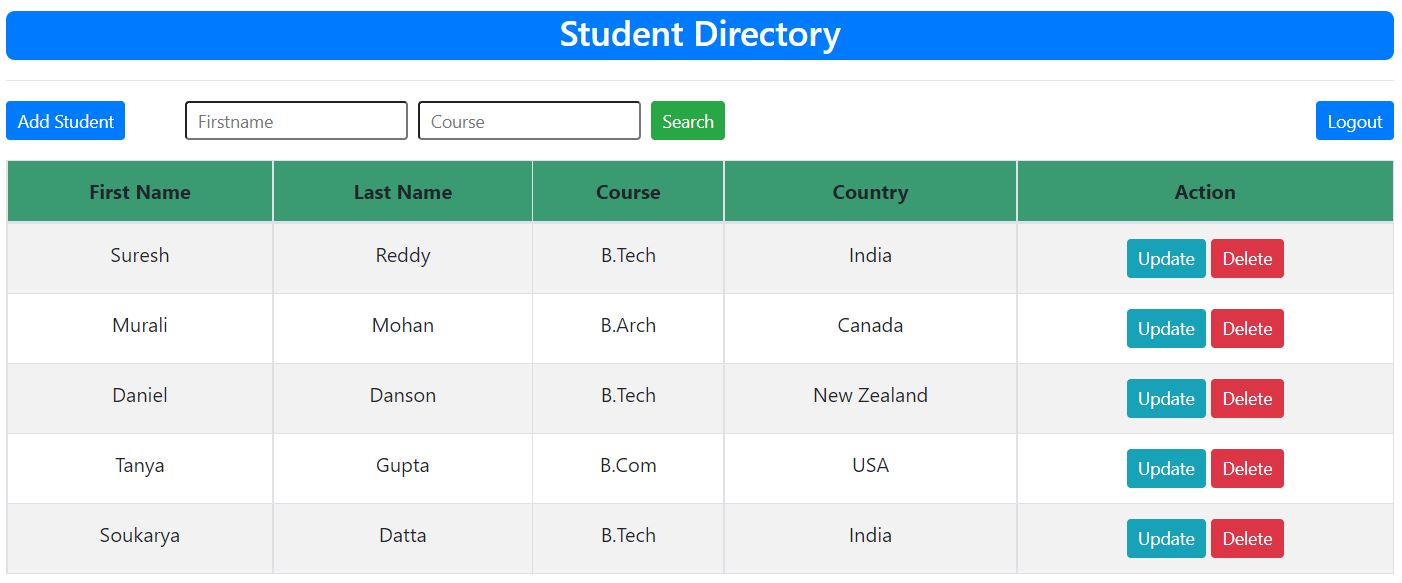 Student Directory
Add Student Firstname Course Search Logout
First Name Last Name Course Country Action
Suresh Reddy B.Tech India Update Delete
Murali Mohan B.Arch Canada Update Delete
Daniel Danson B.Tech New Zealand Update Delete
Tanya Gupta B.Com USA Update Delete
Soukarya Datta B.Tech India Update Delete